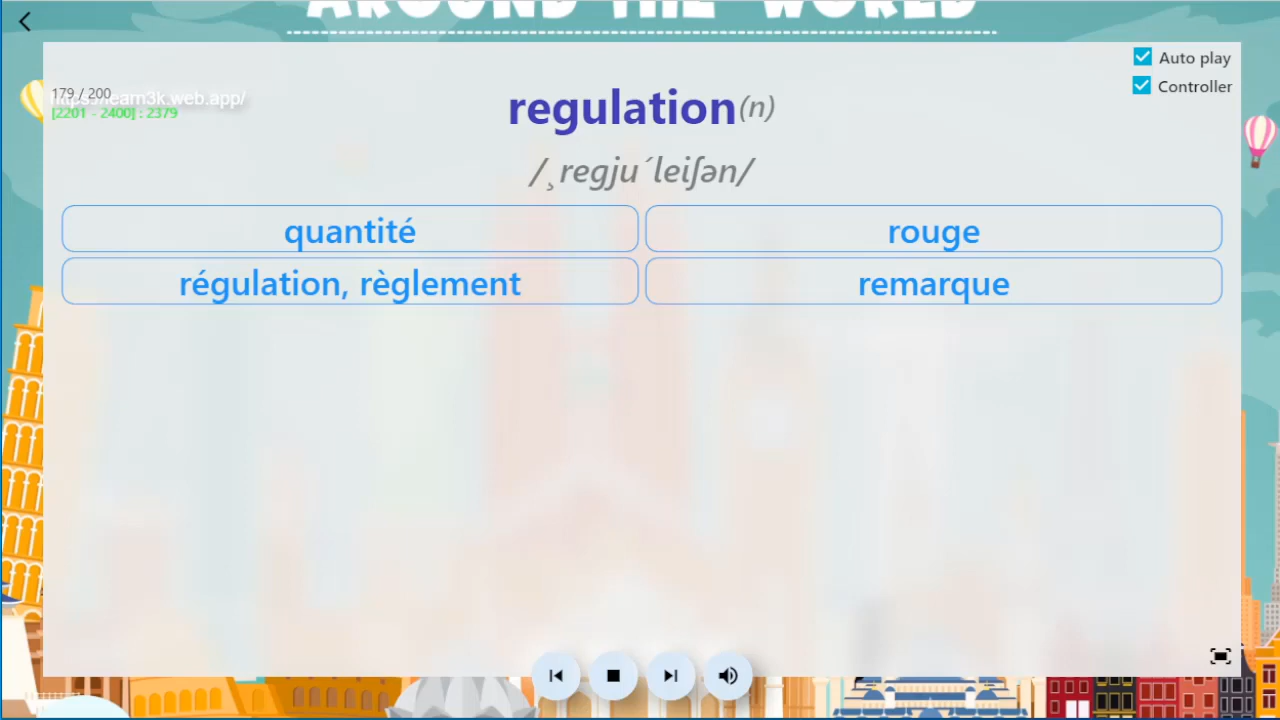 AROUND THE WORLD
Auto play
Controller
179 / 200
https://learn3k.web.app/
[2201 - 2400] : 2379
regulation(n)
/¸regju´leiʃən/
quantité
rouge
régulation, règlement
remarque